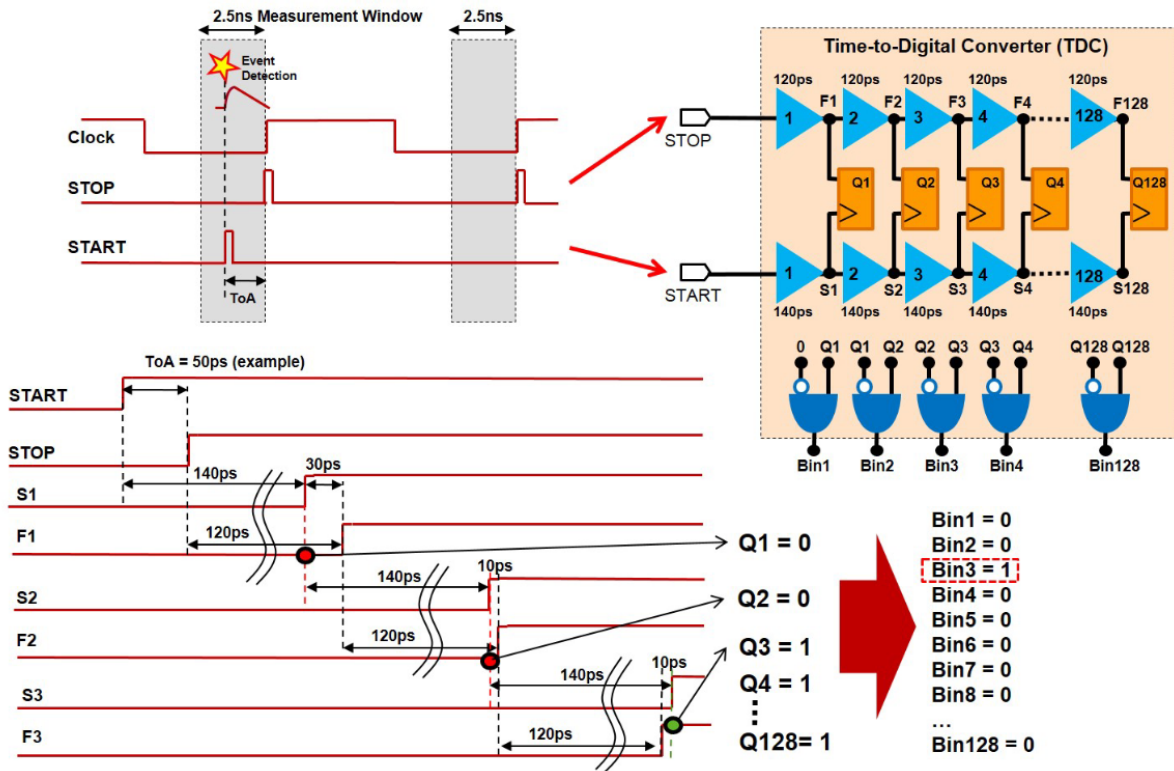 2.5ns Measurement Window
2.5ns
Event
Detection
Clock
STOP
START
ToA
Time-to-Digital Converter (TDC)
120ps 120ps 120ps 120ps 120ps
F1 F2 F3 F4 F128
1 2 3 4 128
STOP
Q1 Q2 Q3 Q4 Q128
START
1 2 3 4 128
S1 S2 S3 S4 S128
140ps 140ps 140ps 140ps 140ps
0 Q1 Q1 Q2 Q2 Q3 Q3 Q4 Q128 Q128
Bin1 Bin2 Bin3 Bin4 Bin128
ToA = 50ps (example)
START
STOP
140ps 30ps
S1
120ps
F1
140ps 10ps
S2
120ps
F2
140ps 10ps
S3
120ps
F3
Q1 = 0
Q2 = 0
Q3 = 1
Q4 = 1
Q128= 1
Bin1 = 0
Bin2 = 0
Bin3 = 1
Bin4 = 0
Bin5 = 0
Bin6 = 0
Bin7 = 0
Bin8 = 0
...
Bin128 = 0